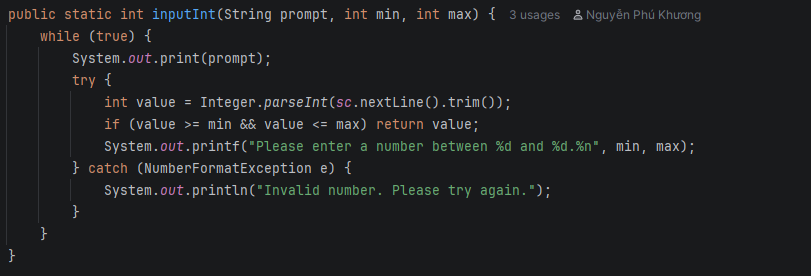 public static int inputInt(String prompt, int min, int max) { 3 usages Nguyễn Phú Khương
while (true) {
System.out.print(prompt);
try {
int value = Integer.parseInt(sc.nextLine().trim());
if (value >= min && value <= max) return value;
System.out.printf("Please enter a number between %d and %d.%n", min, max);
} catch (NumberFormatException e) {
System.out.println("Invalid number. Please try again.");
}
}
}